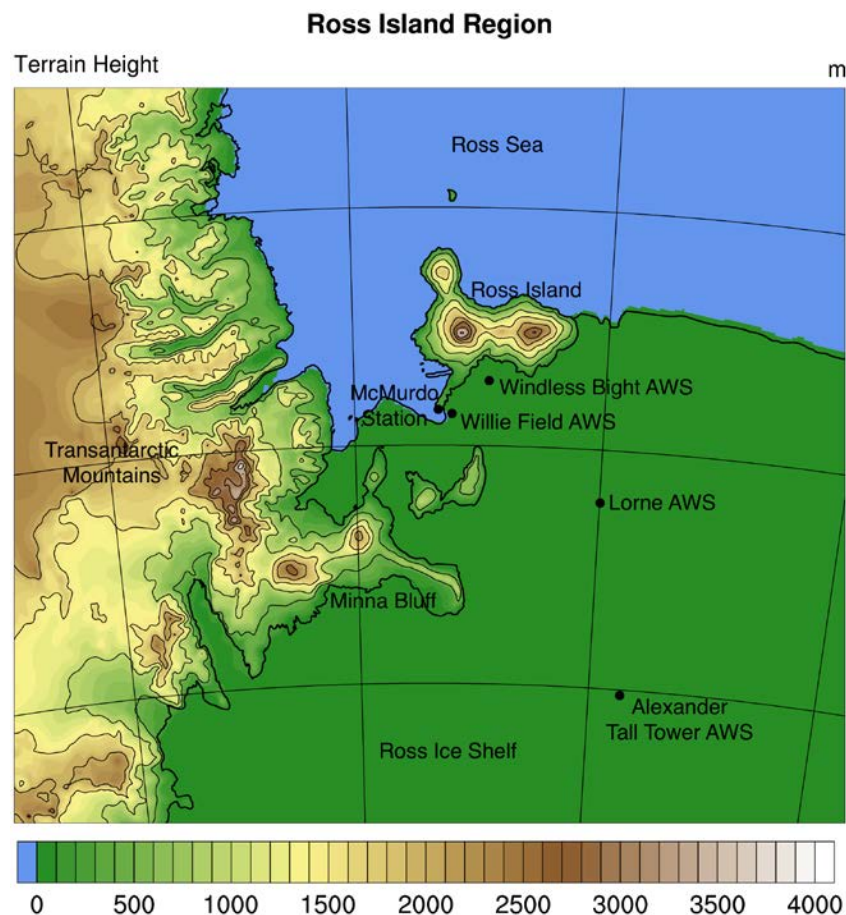 Ross Island Region
Terrain Height
m
Ross Sea
Ross Island
Windless Bight AWS
McMurdo
Station
Willie Field AWS
Transantarctic
Mountains
Lorne AWS
Minna Bluff
Alexander
Tall Tower AWS
Ross Ice Shelf
0 500 1000 1500 2000 2500 3000 3500 4000